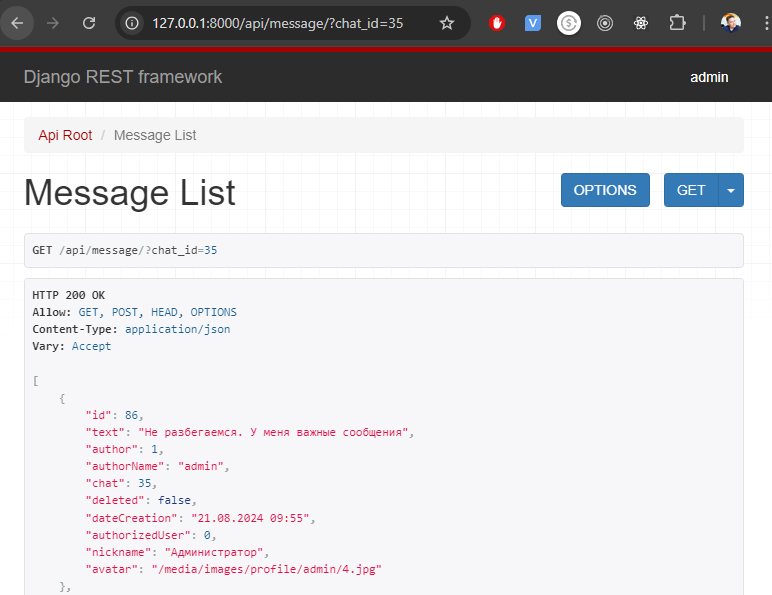 127.0.0.1:8000/api/message/?chat_id=35
Django REST framework
admin
Api Root / Message List
Message List
OPTIONS
GET
GET /api/message/?chat_id=35
HTTP 200 OK
Allow: GET, POST, HEAD, OPTIONS
Content-Type: application/json
Vary: Accept
[
{
"id": 86,
"text": "Не разбегаемся. У меня важные сообщения",
"author": 1,
"authorName": "admin",
"chat": 35,
"deleted": false,
"dateCreation": "21.08.2024 09:55",
"authorizedUser": 0,
"nickname": "Администратор",
"avatar": "/media/images/profile/admin/4.jpg"
},